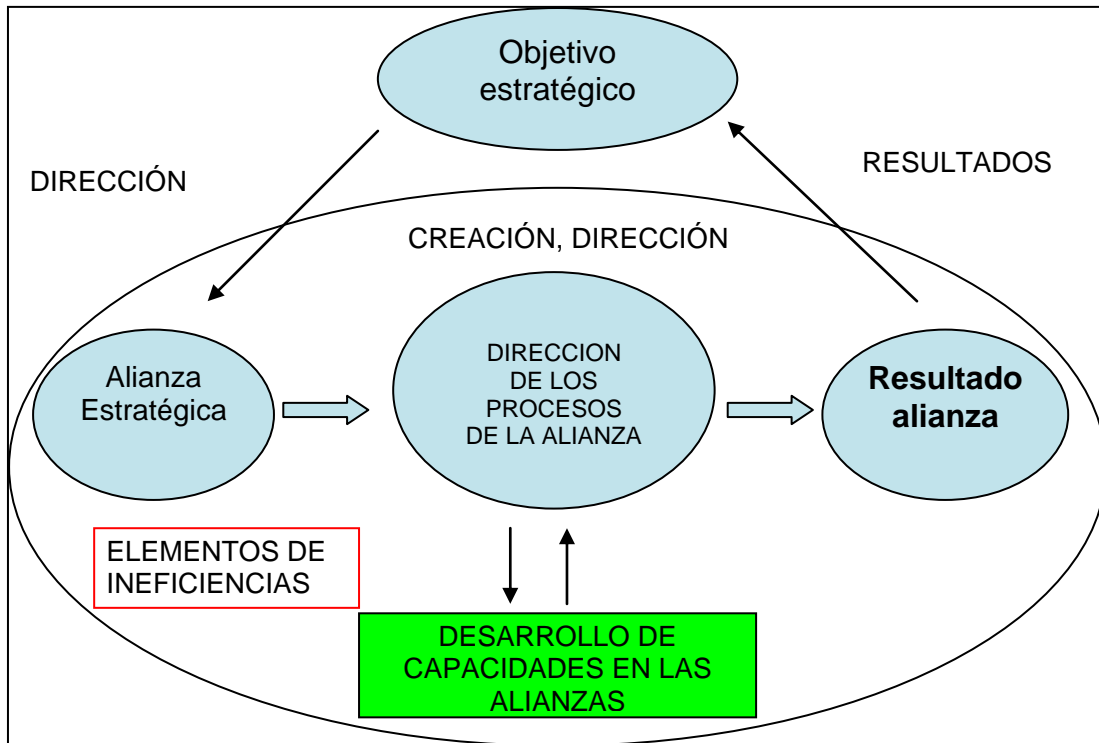 Objetivo
estratégico
DIRECCIÓN
RESULTADOS
CREACIÓN, DIRECCIÓN
Alianza
Estratégica
DIRECCION
DE LOS
PROCESOS
DE LA ALIANZA
Resultado
alianza
ELEMENTOS DE
INEFICIENCIAS
DESARROLLO DE
CAPACIDADES EN LAS
ALIANZAS